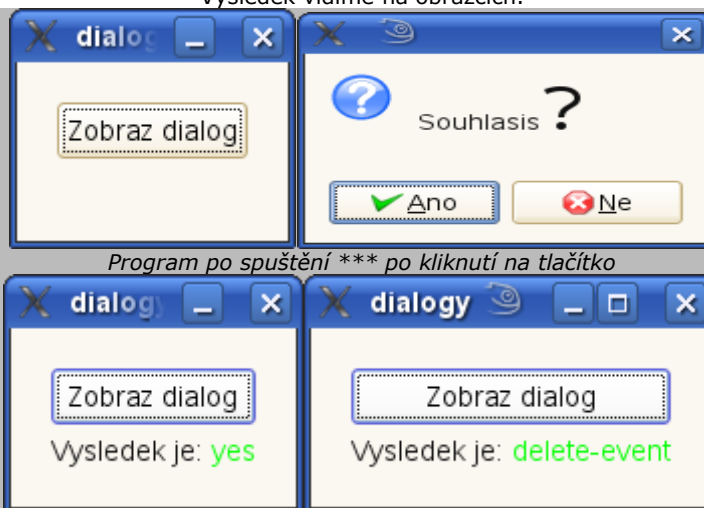 Výsledek vidíme na obrázcích:
dialog
Zobraz dialog
Souhlasis?
Ano
Ne
Program po spuštění *** po kliknutí na tlačítko
dialogy
dialogy
Zobraz dialog
Zobraz dialog
Vysledek je: yes
Vysledek je: delete-event